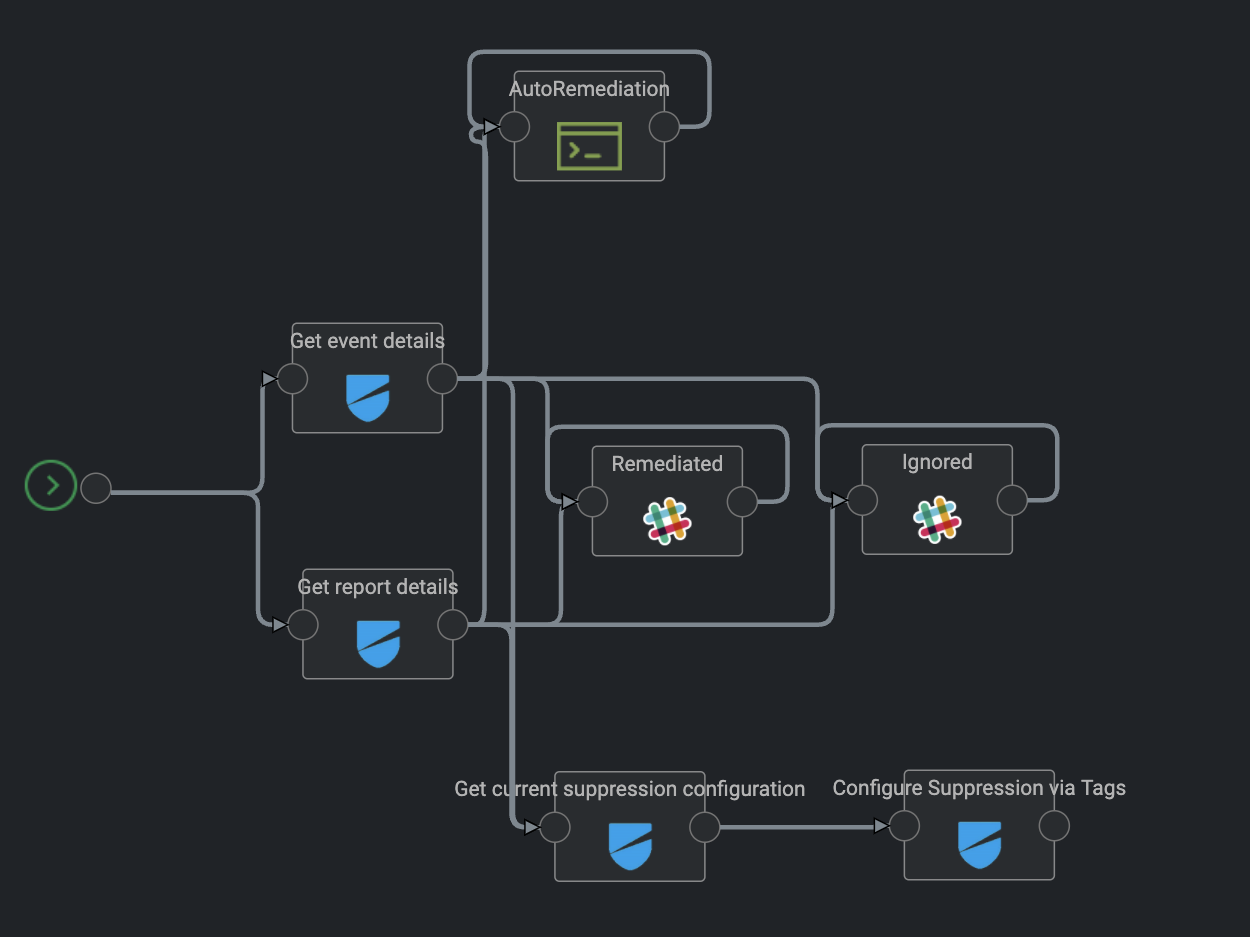 AutoRemediation
Get event details
Remediated
Ignored
Get report details
Get current suppression configuration
Configure Suppression via Tags